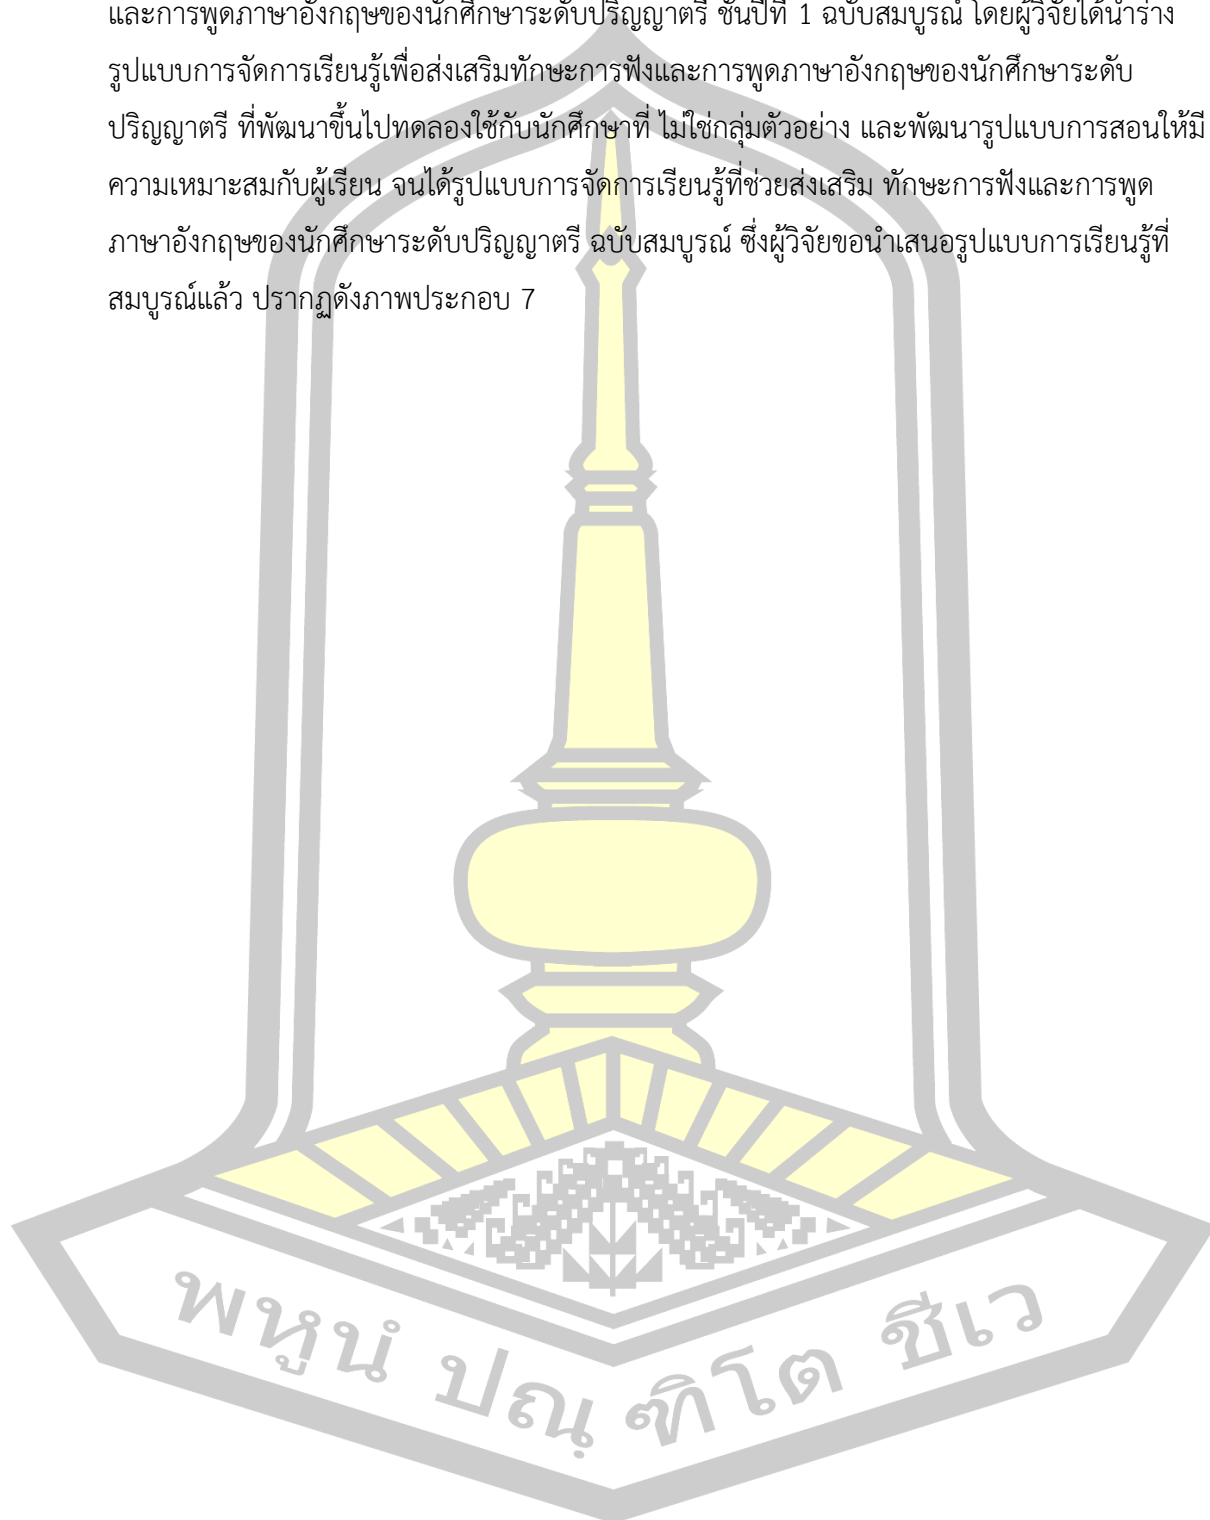 และการพูดภาษาอังกฤษของนักศึกษาระดับปริญญาตรี ชั้นปีที่ 1 ฉบับสมบูรณ์ โดยผู้วิจัยได้นำร่าง
รูปแบบการจัดการเรียนรู้เพื่อส่งเสริมทักษะการฟังและการพูดภาษาอังกฤษของนักศึกษาระดับ
ปริญญาตรี ที่พัฒนาขึ้นไปทดลองใช้กับนักศึกษาที่ ไม่ใช่กลุ่มตัวอย่าง และพัฒนารูปแบบการสอนให้มี
ความเหมาะสมกับผู้เรียน จนได้รูปแบบการจัดการเรียนรู้ที่ช่วยส่งเสริม ทักษะการฟังและการพูด
ภาษาอังกฤษของนักศึกษาระดับปริญญาตรี ฉบับสมบูรณ์ ซึ่งผู้วิจัยขอนำเสนอรูปแบบการเรียนรู้ที่
สมบูรณ์แล้ว ปรากฏดังภาพประกอบ 7
พหูนํ ปณฺ ฑิโต ชีเว